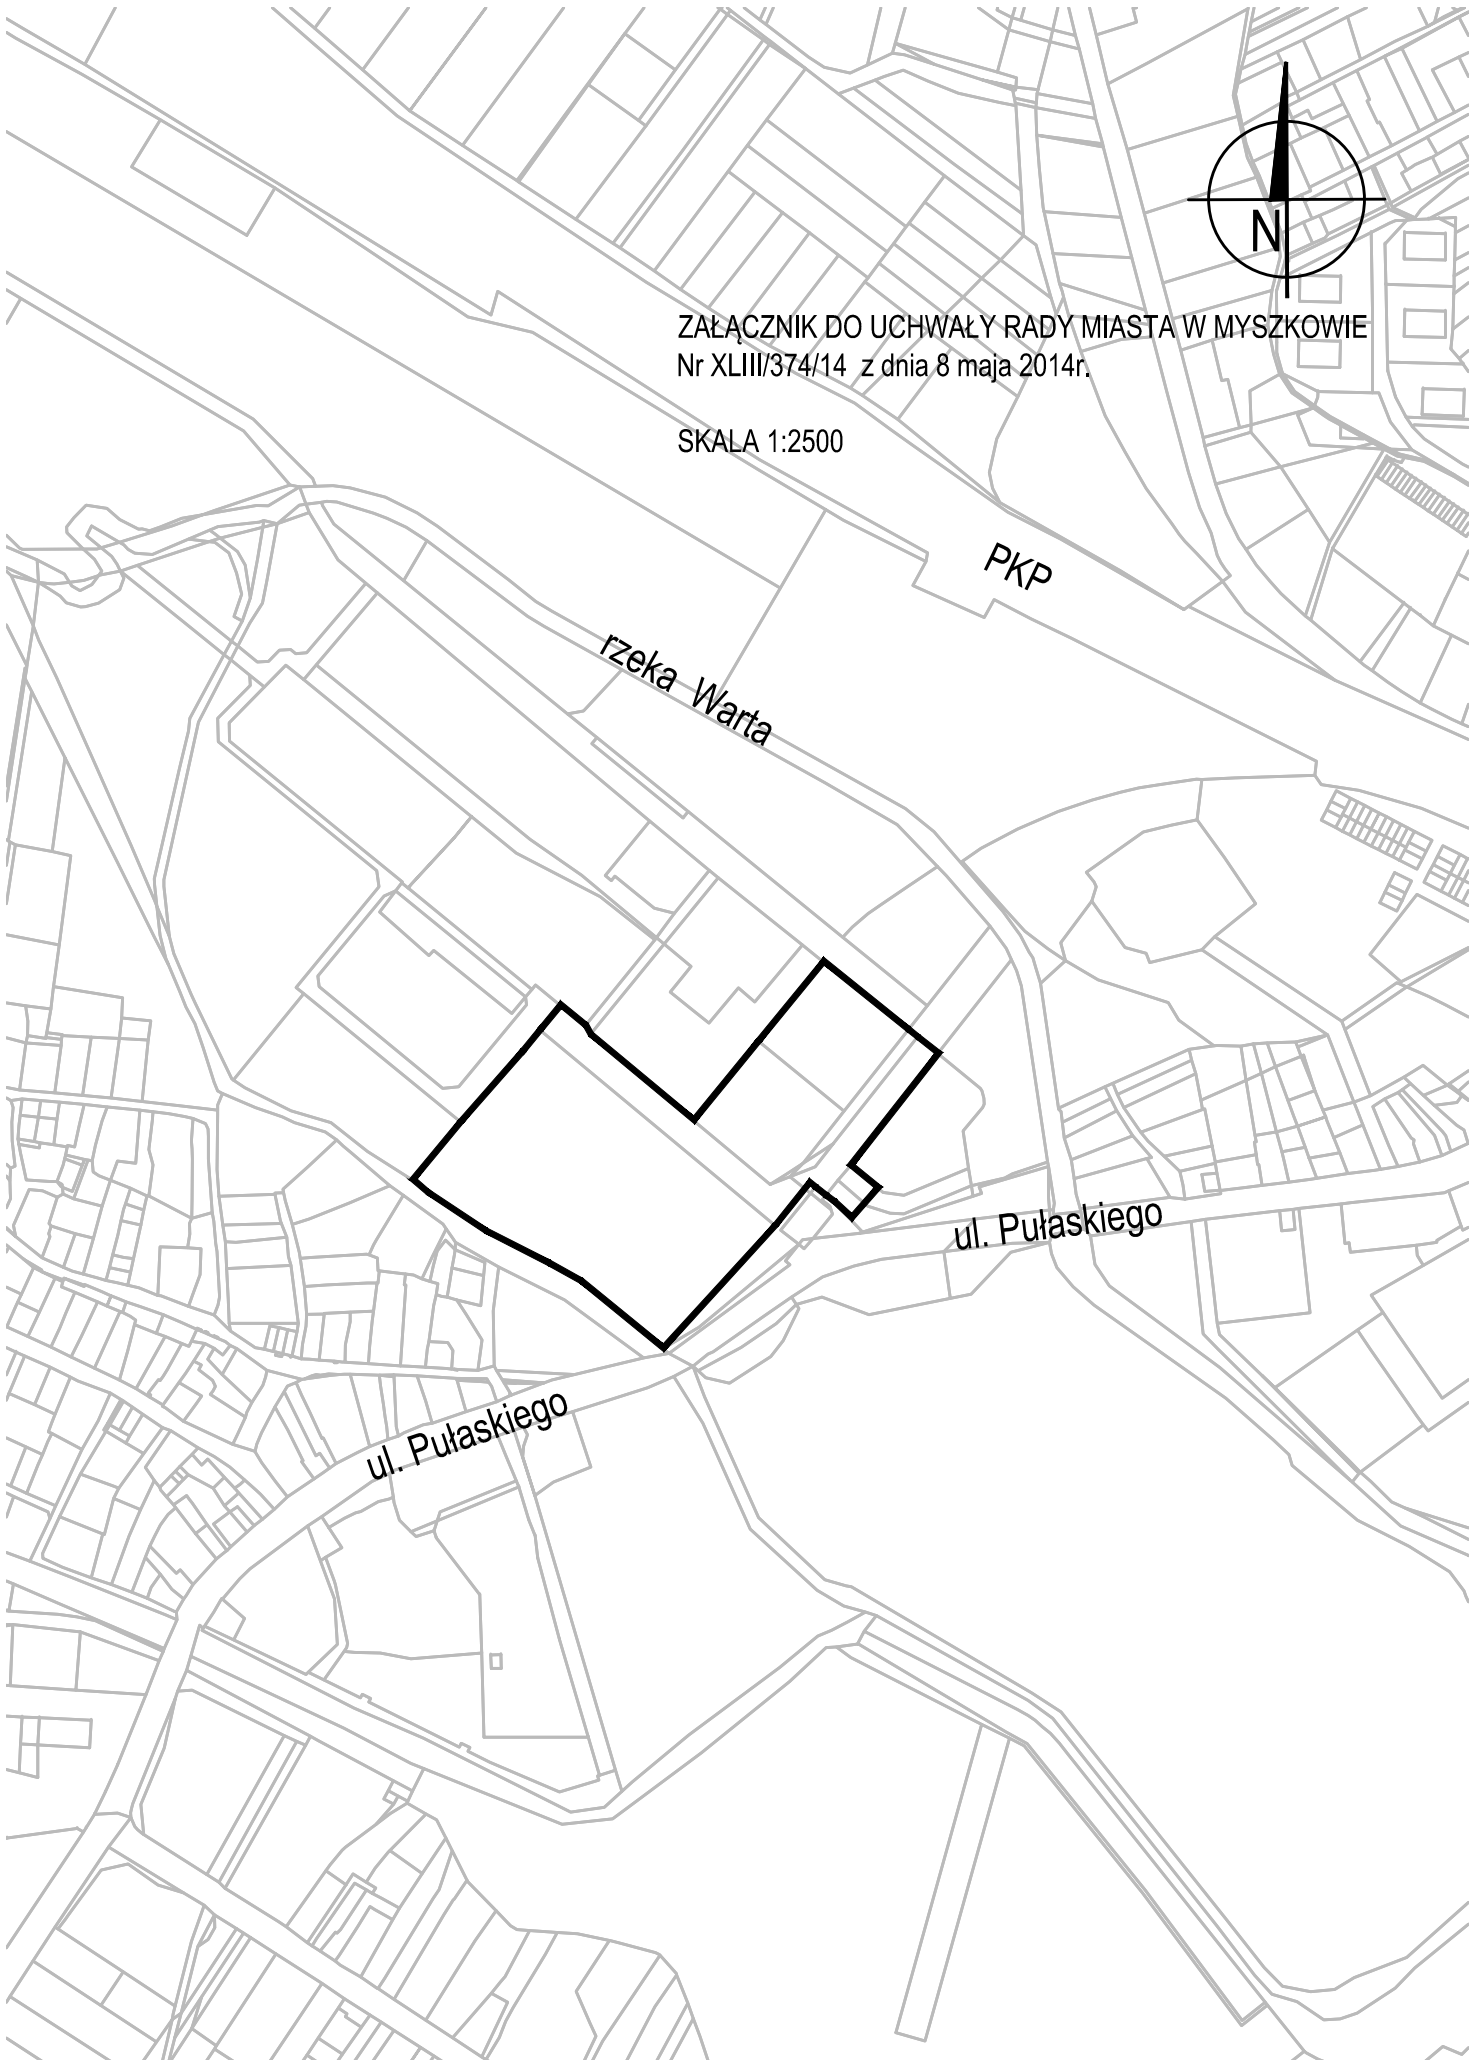 N
ZAŁĄCZNIK DO UCHWAŁY RADY MIASTA W MYSZKOWIE
Nr XLIII/374/14 z dnia 8 maja 2014r.
SKALA 1:2500
PKP
rzeka Warta
ul. Pułaskiego
ul. Pułaskiego